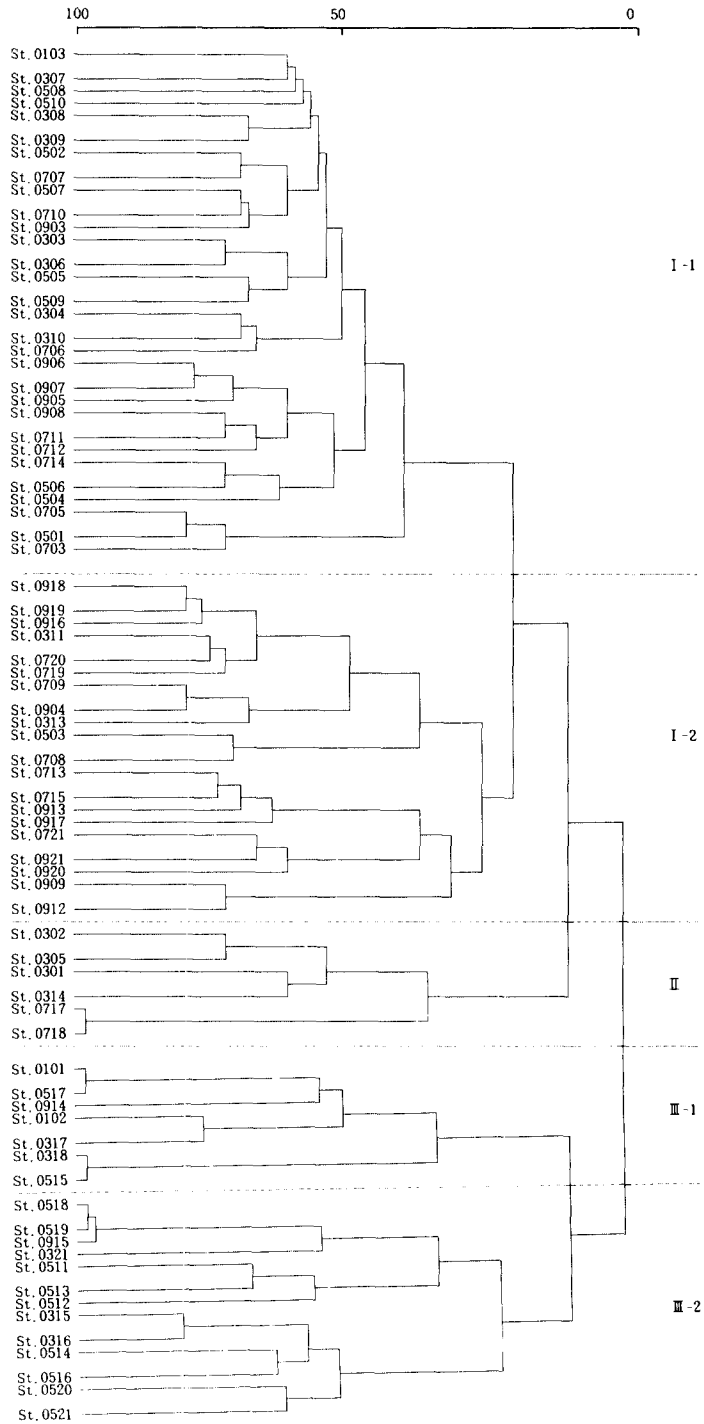 100 50 0
St. 0103
St. 0307
St. 0508
St. 0510
St. 0308
St. 0309
St. 0502
St. 0707
St. 0507
St. 0710
St. 0903
St. 0303
St. 0306
I-1
St. 0505
St. 0509
St. 0304
St. 0310
St. 0706
St. 0906
St. 0907
St. 0905
St. 0908
St. 0711
St. 0712
St. 0714
St. 0506
St. 0504
St. 0705
St. 0501
St. 0703
St. 0918
St. 0919
St. 0916
St. 0311
St. 0720
St. 0719
St. 0709
St. 0904
St. 0313
St. 0503
I-2
St. 0708
St. 0713
St. 0715
St. 0913
St. 0917
St. 0721
St. 0921
St. 0920
St. 0909
St. 0912
St. 0302
St. 0305
St. 0301
II
St. 0314
St. 0717
St. 0718
St. 0101
St. 0517
St. 0914
St. 0102
III-1
St. 0317
St. 0318
St. 0515
St. 0518
St. 0519
St. 0915
St. 0321
St. 0511
St. 0513
St. 0512
III-2
St. 0315
St. 0316
St. 0514
St. 0516
St. 0520
St. 0521